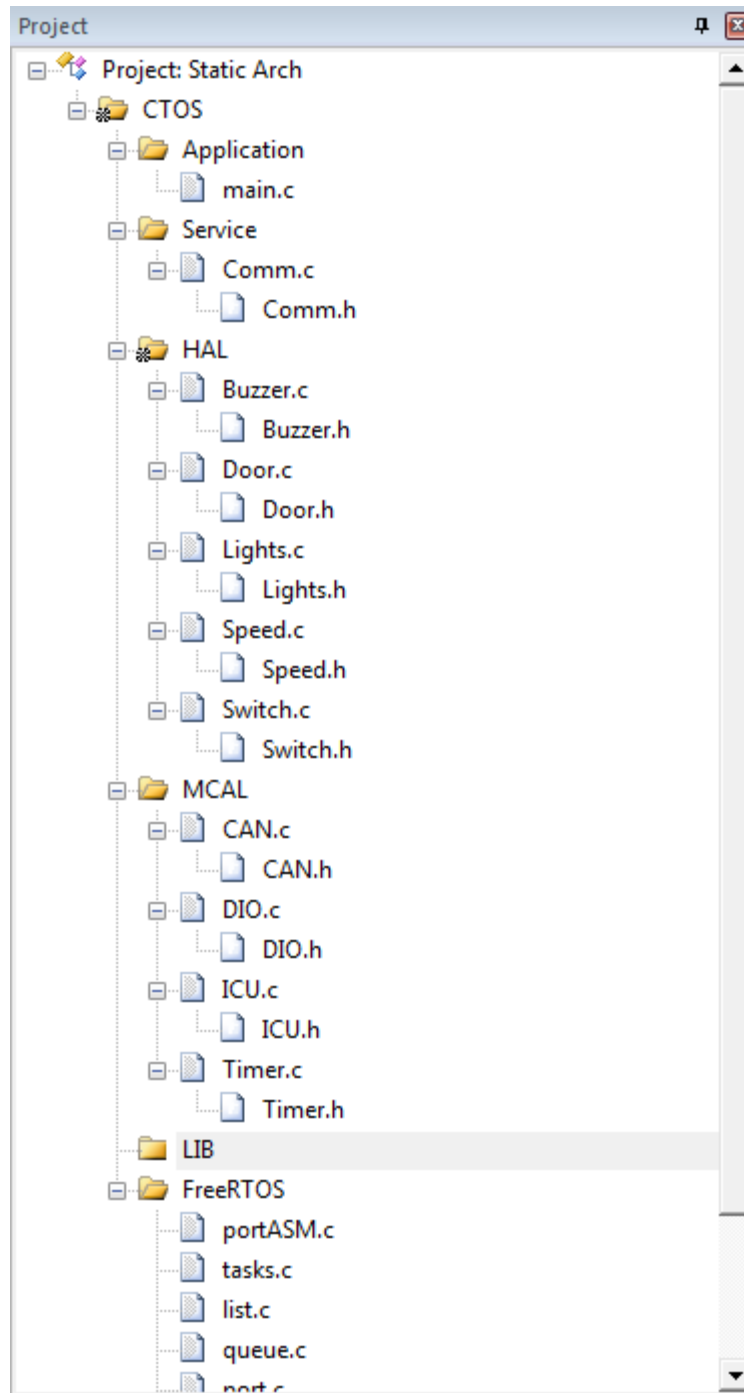 Project
Project: Static Arch
CTOS
Application
main.c
Service
Comm.c
Comm.h
HAL
Buzzer.c
Buzzer.h
Door.c
Door.h
Lights.c
Lights.h
Speed.c
Speed.h
Switch.c
Switch.h
MCAL
CAN.c
CAN.h
DIO.c
DIO.h
ICU.c
ICU.h
Timer.c
Timer.h
LIB
FreeRTOS
portASM.c
tasks.c
list.c
queue.c
port.c